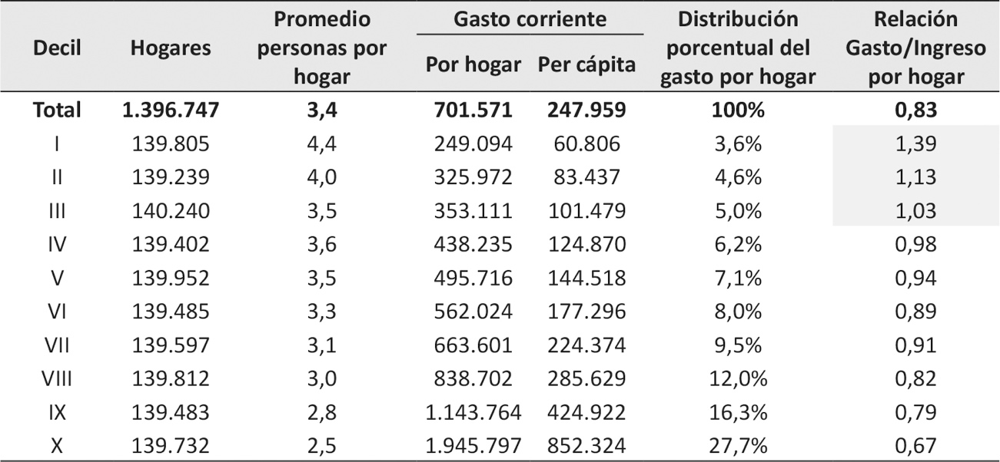 Decil Hogares Promedio personas por hogar Gasto corriente Distribución porcentual del gasto por hogar Relación Gasto/Ingreso por hogar
Por hogar Per cápita
Total 1.396.747 3,4 701.571 247.959 100% 0,83
I 139.805 4,4 249.094 60.806 3,6% 1,39
II 139.239 4,0 325.972 83.437 4,6% 1,13
III 140.240 3,5 353.111 101.479 5,0% 1,03
IV 139.402 3,6 438.235 124.870 6,2% 0,98
V 139.952 3,5 495.716 144.518 7,1% 0,94
VI 139.485 3,3 562.024 177.296 8,0% 0,89
VII 139.597 3,1 663.601 224.374 9,5% 0,91
VIII 139.812 3,0 838.702 285.629 12,0% 0,82
IX 139.483 2,8 1.143.764 424.922 16,3% 0,79
X 139.732 2,5 1.945.797 852.324 27,7% 0,67